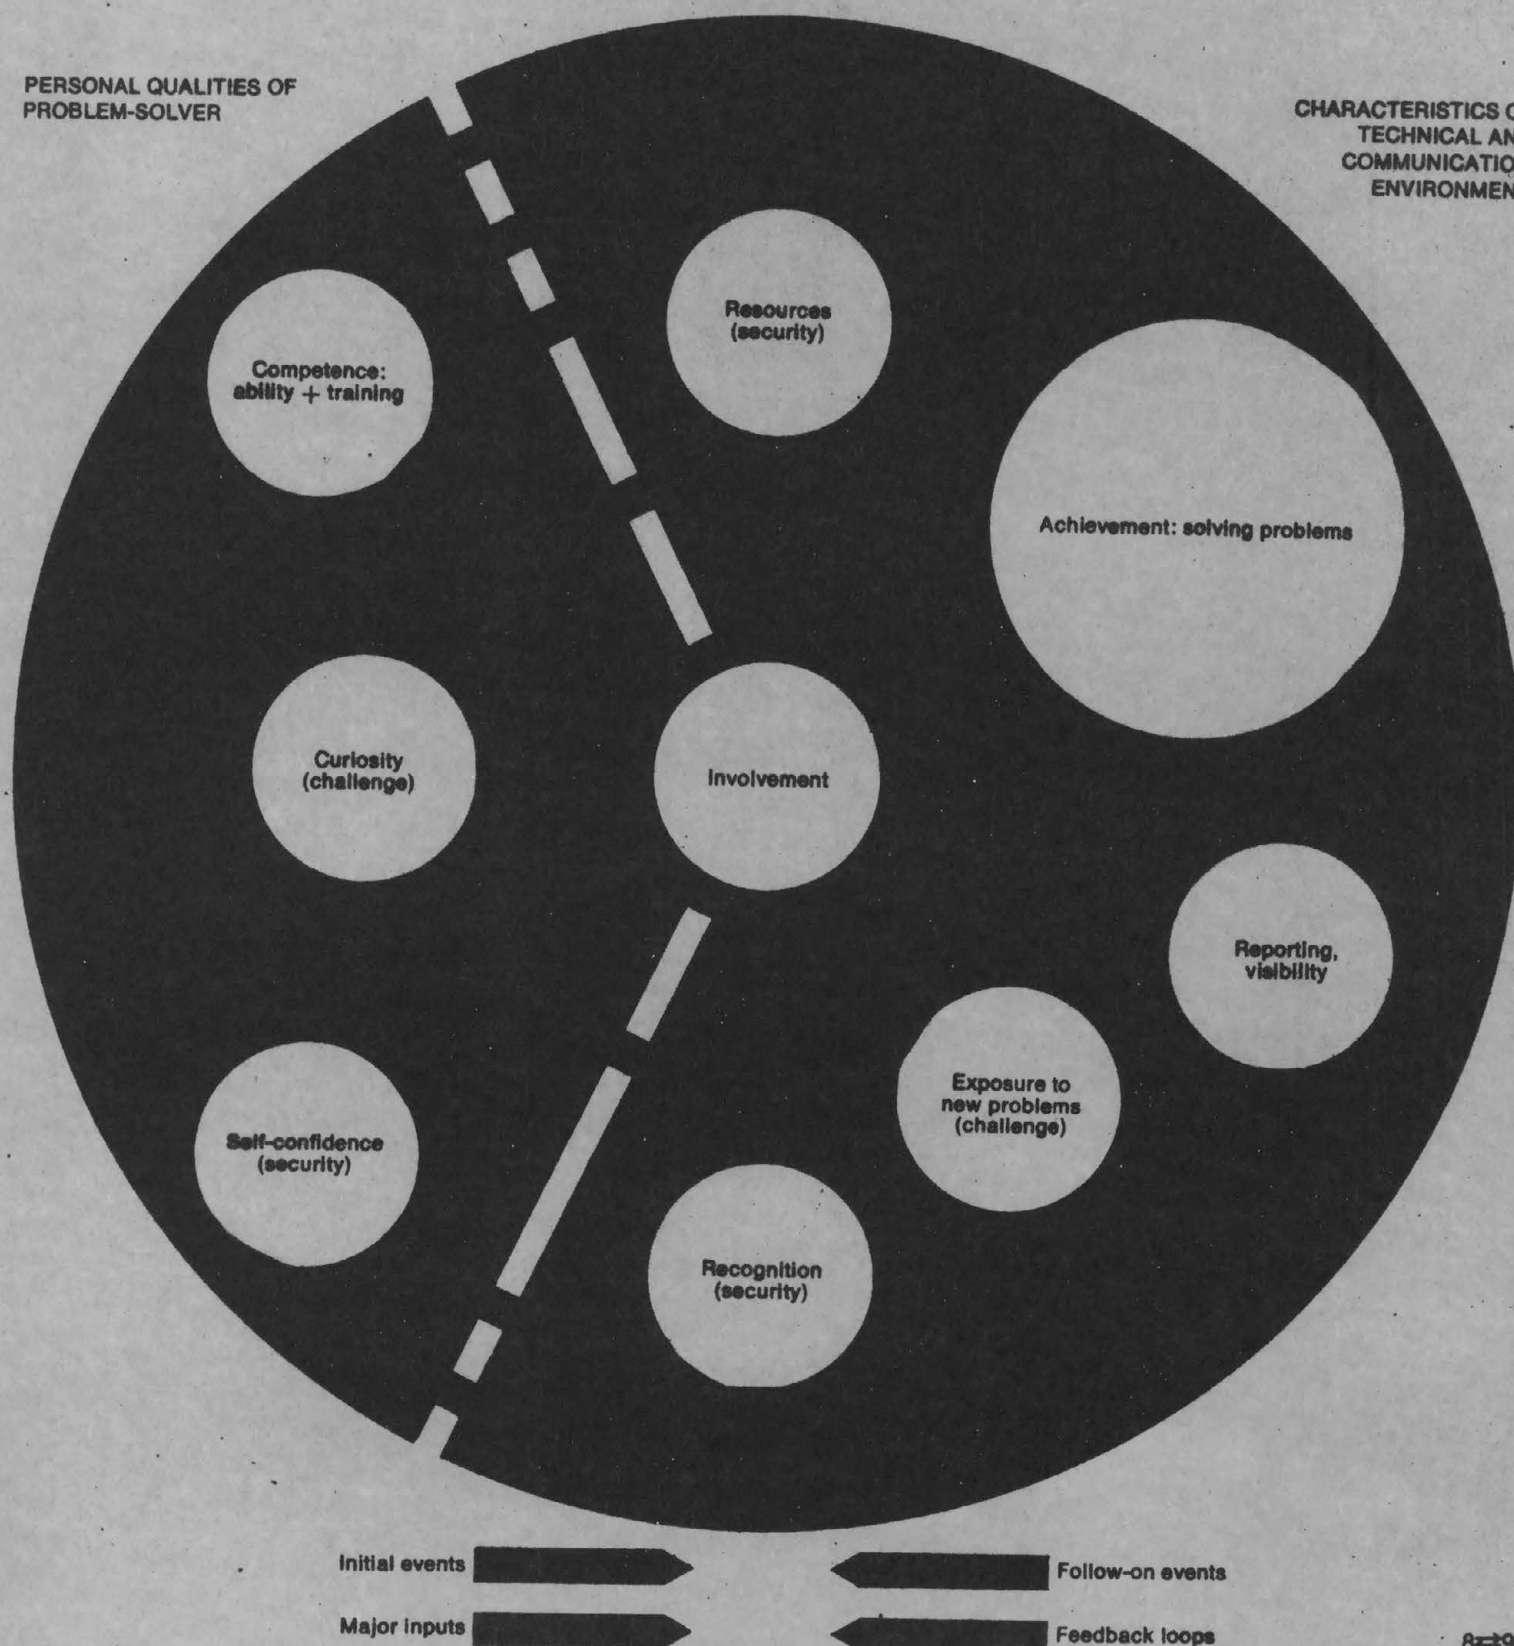 PERSONAL QUALITIES OF
PROBLEM-SOLVER
CHARACTERISTICS
TECHNICAL
ENVIRONMEN
Resources
(security)
Competence:
ability + training
Achievement: solving problems
Curiosity
(challenge)
Involvement
Reporting,
visibility
Exposure to
new problems
(challenge)
Self-confidence
(security)
Recognition
(security)
Initial events
Follow-on events
Major inputs
Feedback loops